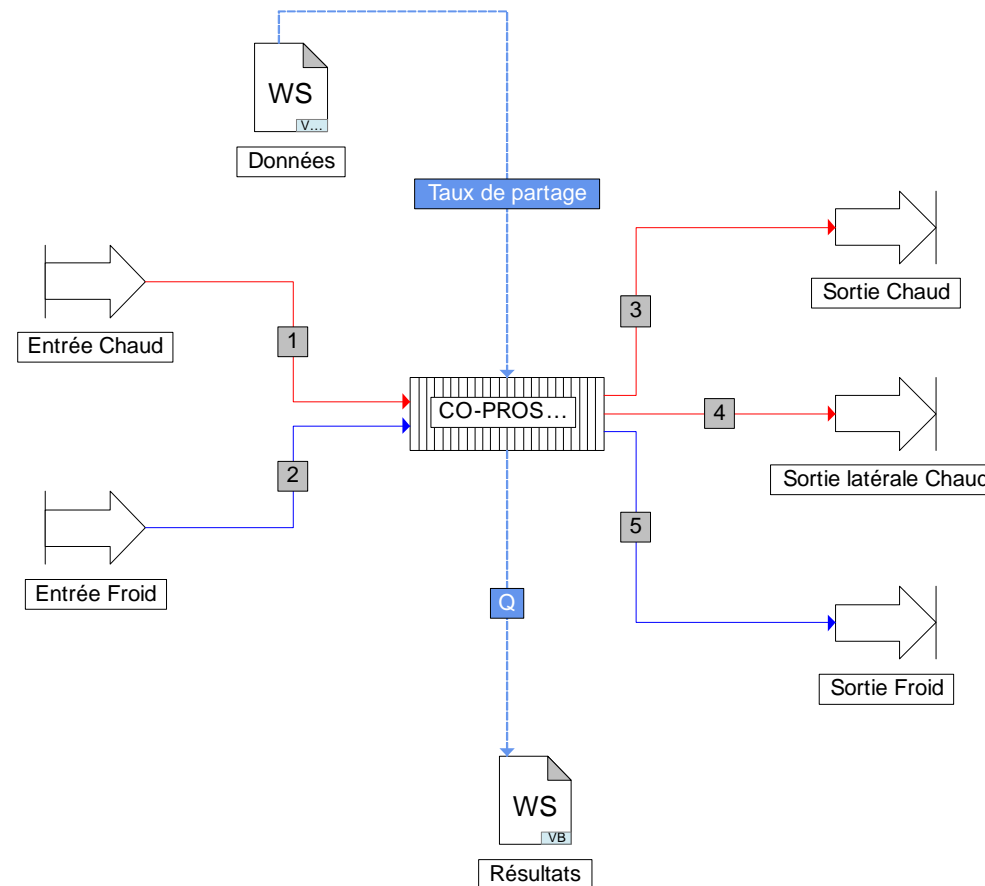 WS
V...
Données
Taux de partage
Sortie Chaud
Entrée Chaud
1
3
CO-PROS...
4
Sortie latérale Chaud
2
5
Entrée Froid
Q
Sortie Froid
WS
VB
Résultats